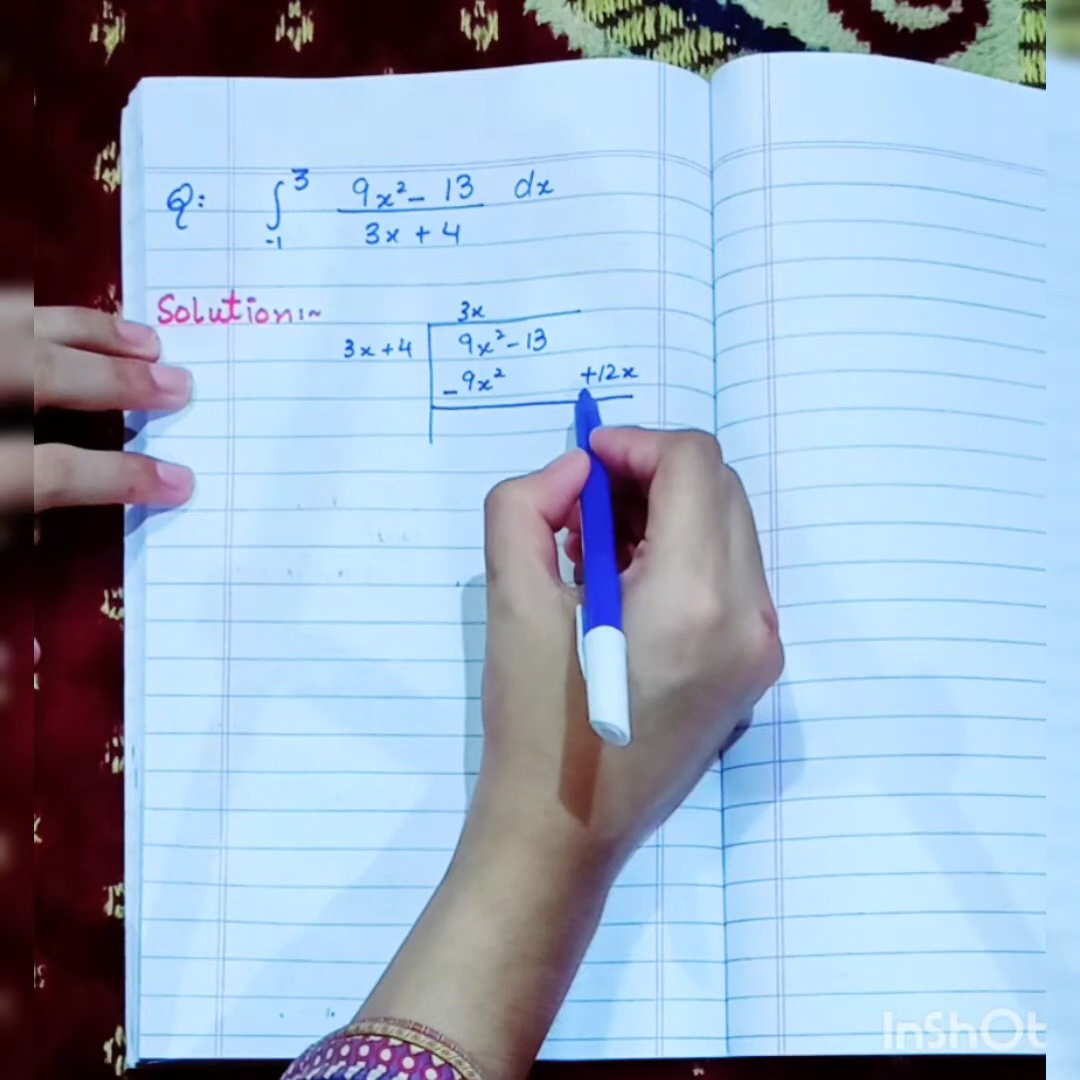 Q: ∫₋₁³ (9x² - 13)/(3x + 4) dx
Solution:~
3x
3x+4 9x²-13
-9x² +12x
InShOt